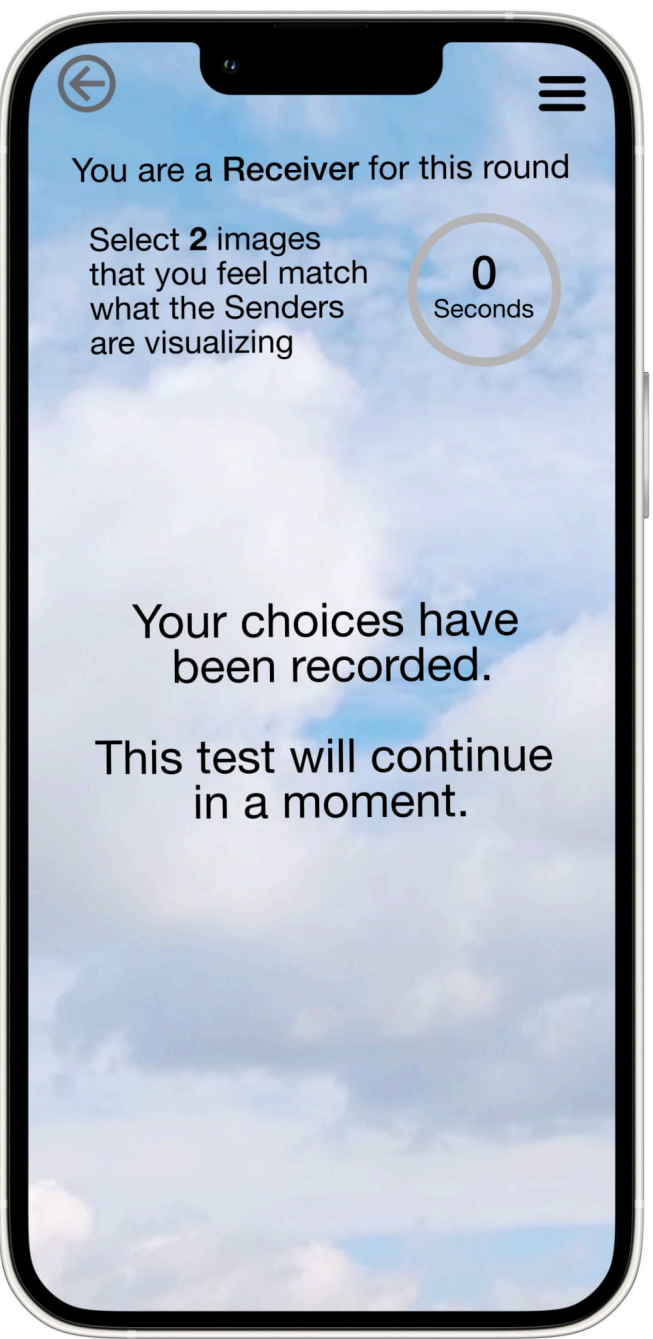 You are a Receiver for this round
Select 2 images
that you feel match
what the Senders
are visualizing
0
Seconds
Your choices have
been recorded.
This test will continue
in a moment.